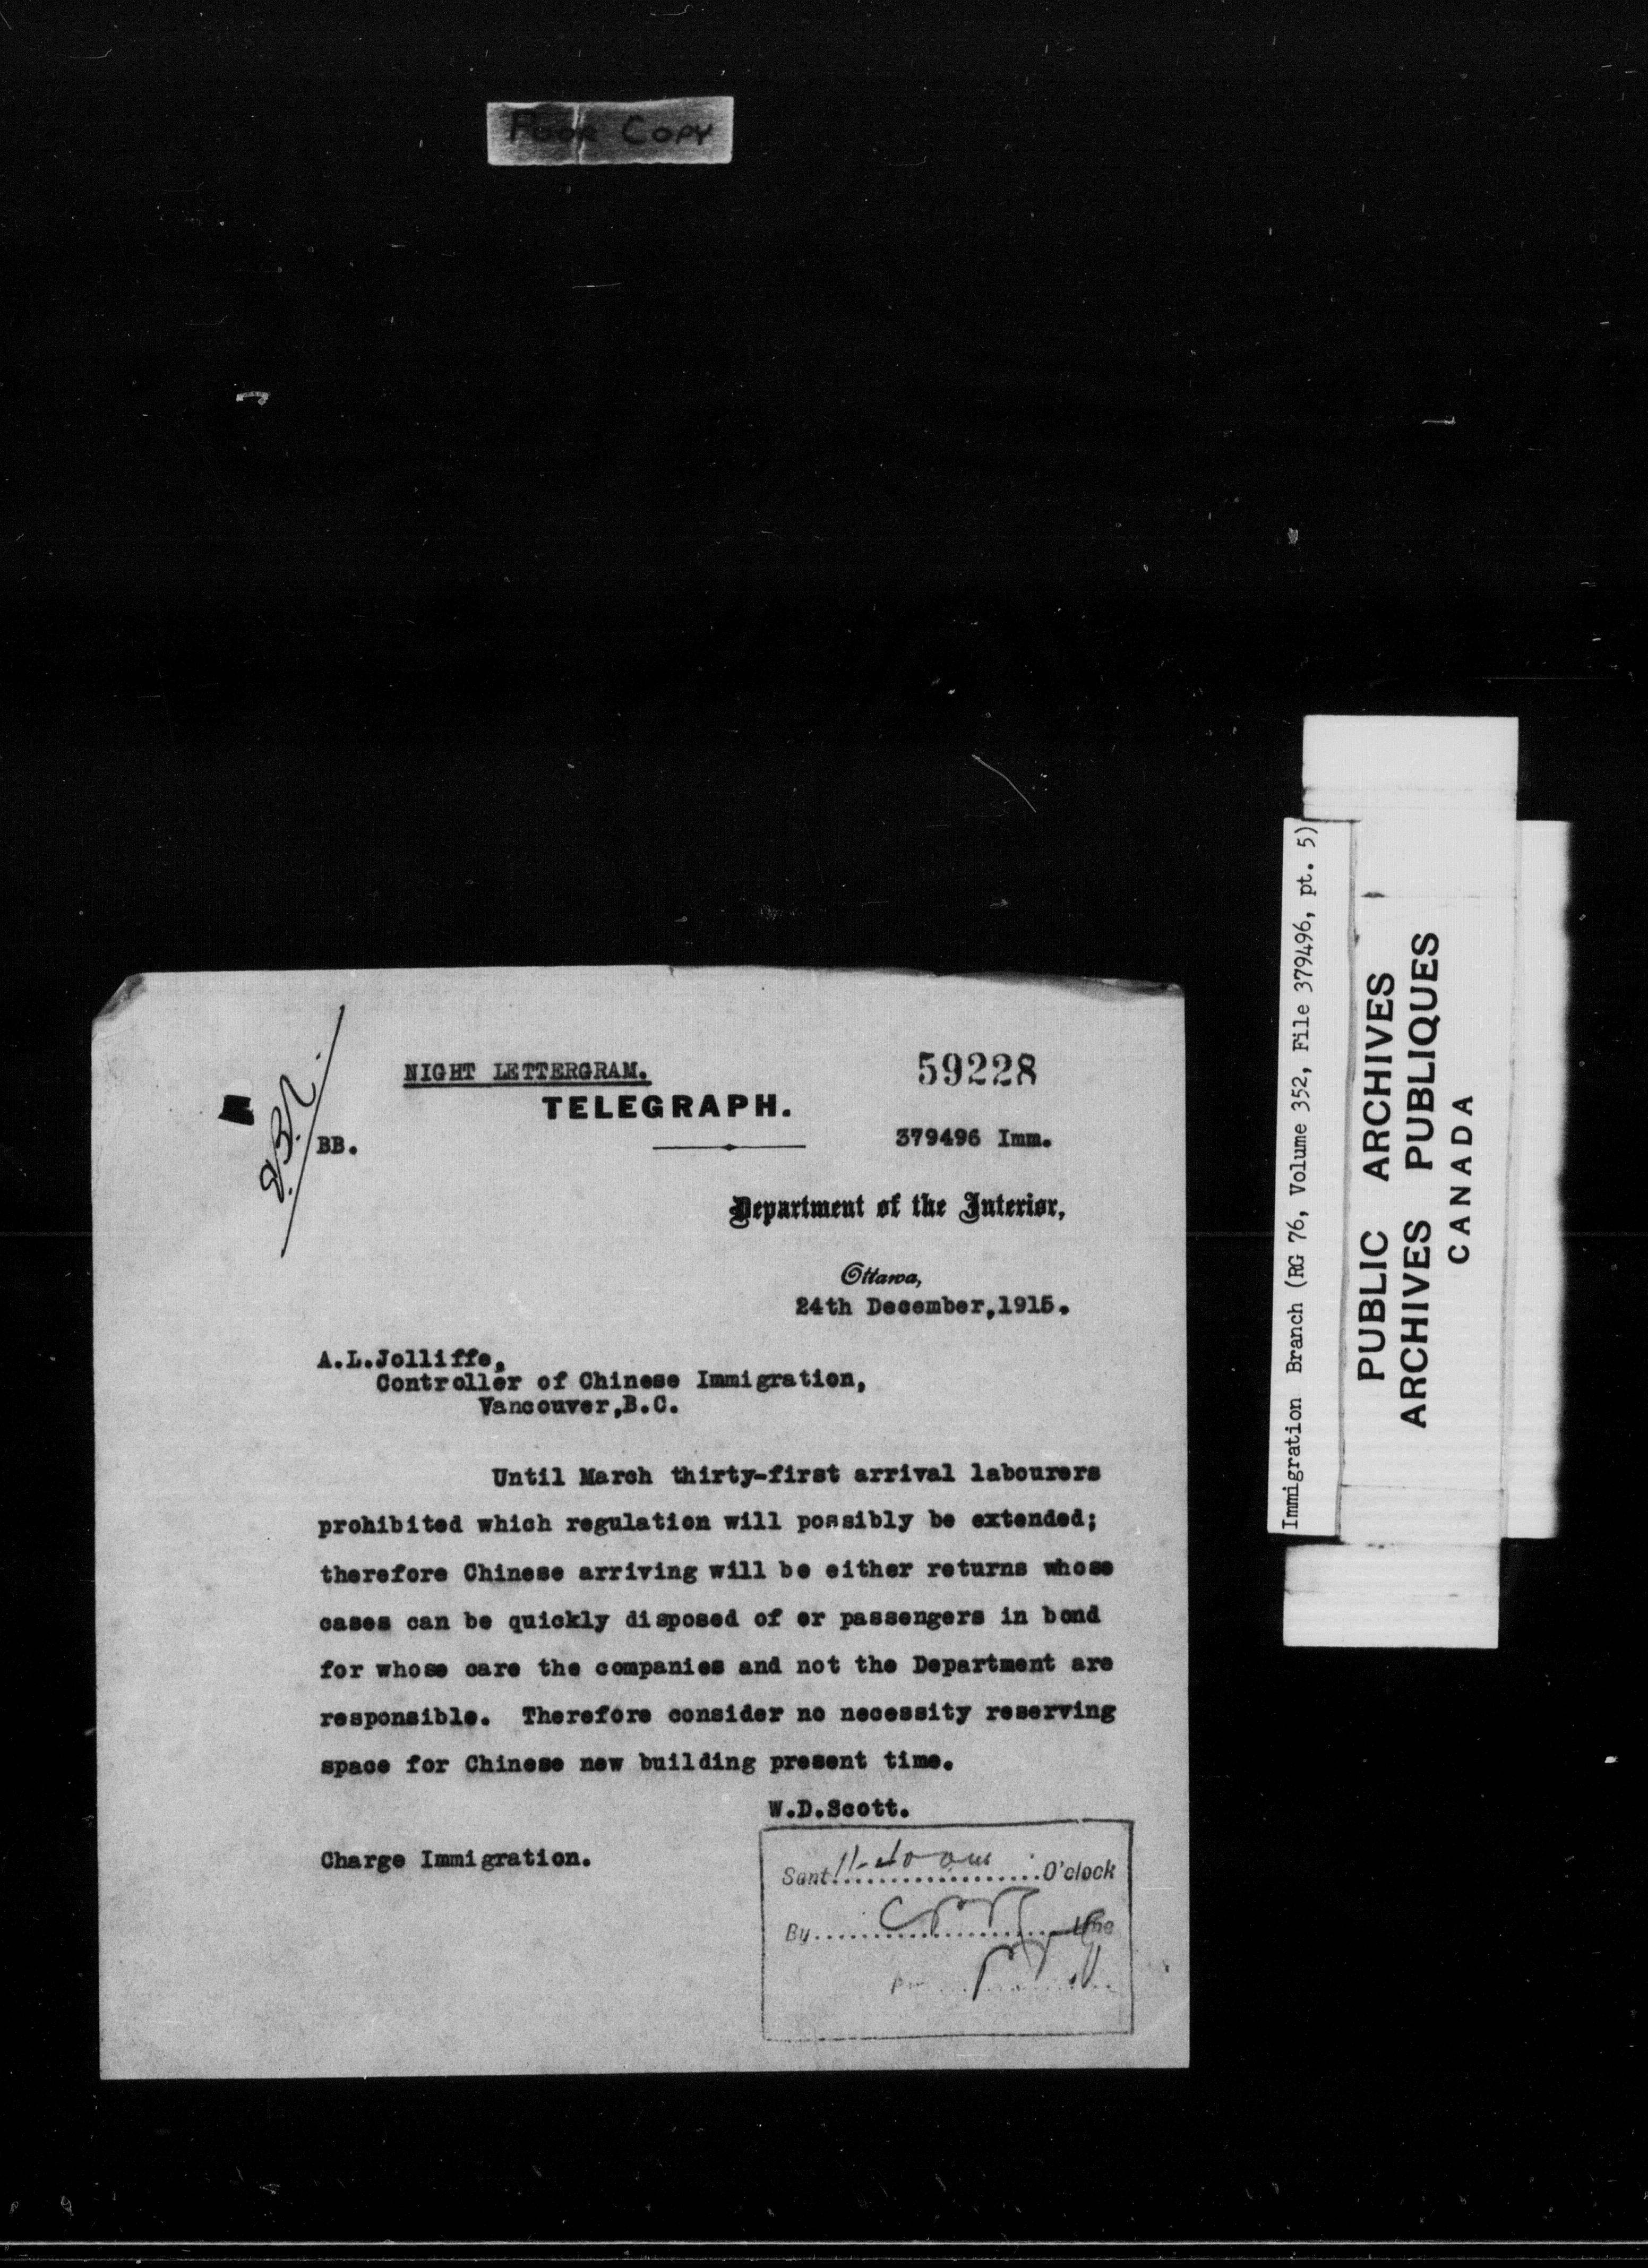 POOR COPY
NIGHT LETTERGRAM.
59228
TELEGRAPH.
BB.
379496 Imm.
Department of the Interior,
Ottawa,
24th December,1915.
A.L.Jolliffe,
Controller of Chinese Immigration,
Vancouver,B.C.
Until March thirty-first arrival labourers
prohibited which regulation will possibly be extended;
therefore Chinese arriving will be either returns whose
cases can be quickly disposed of or passengers in bond
for whose care the companies and not the Department are
responsible. Therefore consider no necessity reserving
space for Chinese new building present time.
W.D.Scott.
Charge Immigration.
Sent O'clock
By Line
Per
Immigration Branch (RG 76, Volume 352, File 379496, pt. 5)
PUBLIC ARCHIVES
ARCHIVES PUBLIQUES
CANADA